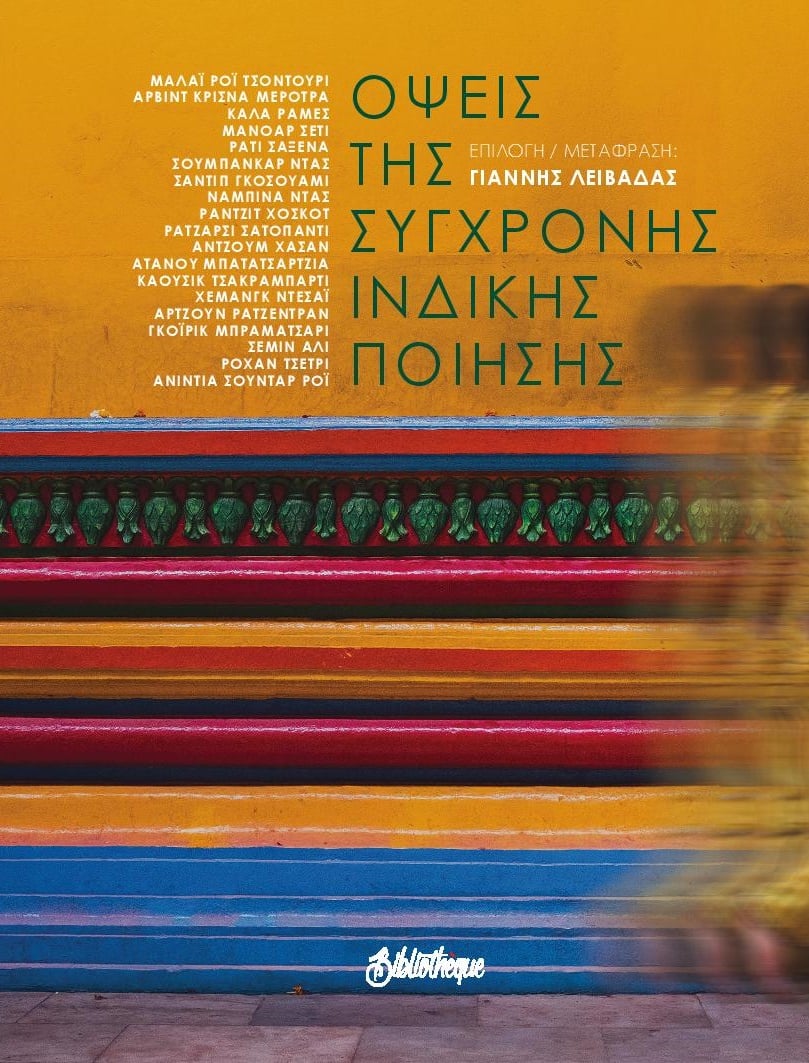 ΜΑΛΑΪ ΡΟΪ ΤΣΟΝΤΟΥΡΙ
ΑΡΒΙΝΤ ΚΡΙΣΝΑ ΜΕΡΟΤΡΑ
ΚΑΛΑ ΡΑΜΕΣ
ΜΑΝΟΑΡ ΣΕΤΙ
ΡΑΤΙ ΣΑΞΕΝΑ
ΣΟΥΜΠΑΝΚΑΡ ΝΤΑΣ
ΣΑΝΤΙΠ ΓΚΟΣΟΥΑΜΙ
ΝΑΜΠΙΝΑ ΝΤΑΣ
ΡΑΝΤΖΙΤ ΧΟΣΚΟΤ
ΡΑΤΖΑΡΣΙ ΣΑΤΟΠΑΝΤΙ
ΑΝΤΖΟΥΜ ΧΑΣΑΝ
ΑΤΑΝΟΥ ΜΠΑΤΑΤΣΑΡΤΖΙΑ
ΚΑΟΥΣΙΚ ΤΣΑΚΡΑΜΠΑΡΤΙ
ΧΕΜΑΝΓΚ ΝΤΕΣΑΪ
ΑΡΤΖΟΥΝ ΡΑΤΖΕΝΤΡΑΝ
ΓΚΟΪΡΙΚ ΜΠΡΑΜΑΤΣΑΡΙ
ΣΕΜΙΝ ΑΛΙ
ΡΟΧΑΝ ΤΣΕΤΡΙ
ΑΝΙΝΤΙΑ ΣΟΥΝΤΑΡ ΡΟΪ
ΟΨΕΙΣ
ΤΗΣ
ΕΠΙΛΟΓΗ / ΜΕΤΑΦΡΑΣΗ:
ΓΙΑΝΝΗΣ ΛΕΙΒΑΔΑΣ
ΣΥΓΧΡΟΝΗΣ
ΙΝΔΙΚΗΣ
ΠΟΙΗΣΗΣ
Bibliothèque